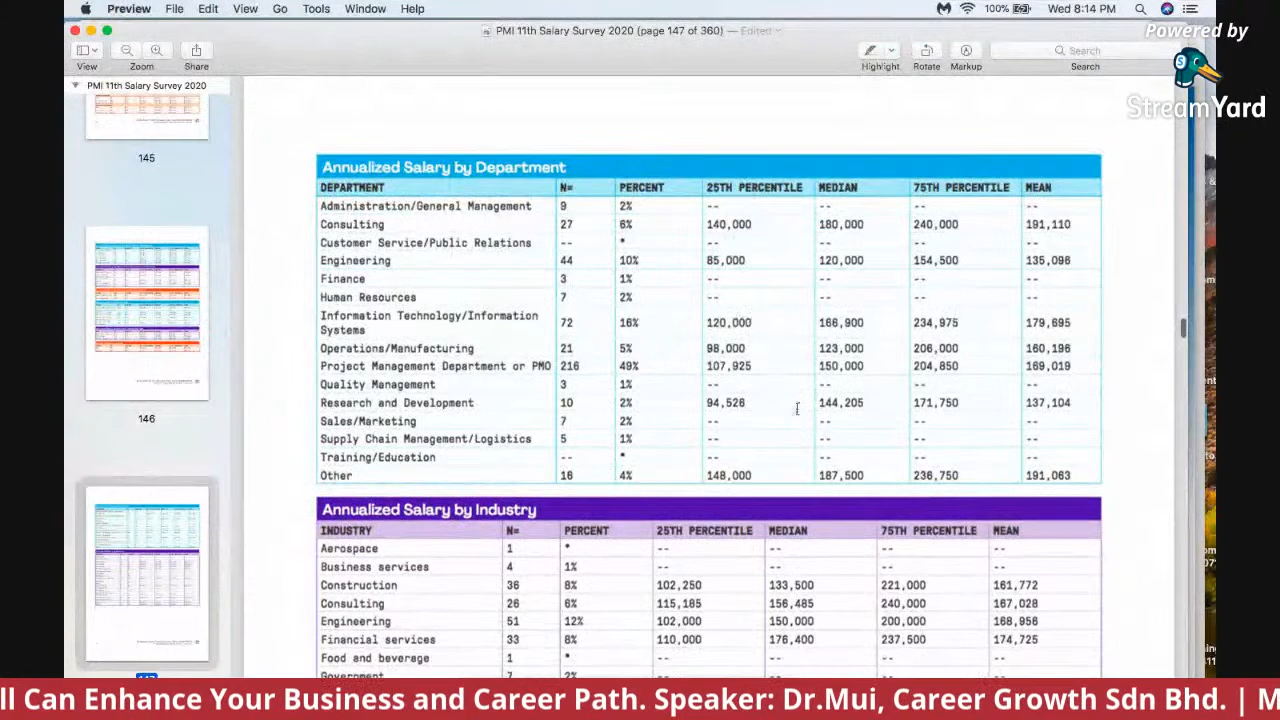 Preview File Edit View Go Tools Window Help 100% Wed 8:14 PM
PMI 11th Salary Survey 2020 (page 147 of 360) — Edited
View Zoom Share Highlight Rotate Markup Search Search
Powered by
StreamYard
PMI 11th Salary Survey 2020
145
146
Annualized Salary by Department
DEPARTMENT N= PERCENT 25TH PERCENTILE MEDIAN 75TH PERCENTILE MEAN
Administration/General Management 9 2% -- -- -- --
Consulting 27 6% 140,000 180,000 240,000 191,110
Customer Service/Public Relations -- * -- -- -- --
Engineering 44 10% 85,000 120,000 154,500 135,096
Finance 3 1% -- -- -- --
Human Resources 7 2% -- -- -- --
Information Technology/Information
Systems 72 16% 120,000 166,900 234,975 179,695
Operations/Manufacturing 21 5% 98,000 123,000 206,000 160,196
Project Management Department or PMO 216 49% 107,925 150,000 204,850 169,019
Quality Management 3 1% -- -- -- --
Research and Development 10 2% 94,526 144,205 171,750 137,104
Sales/Marketing 7 2% -- -- -- --
Supply Chain Management/Logistics 5 1% -- -- -- --
Training/Education -- * -- -- -- --
Other 16 4% 148,000 187,500 236,750 191,063
Annualized Salary by Industry
INDUSTRY N= PERCENT 25TH PERCENTILE MEDIAN 75TH PERCENTILE MEAN
Aerospace 1 * -- -- -- --
Business services 4 1% -- -- -- --
Construction 36 8% 102,250 133,500 221,000 161,772
Consulting 26 6% 115,185 156,485 240,000 167,028
Engineering 51 12% 102,000 150,000 200,000 168,956
Financial services 33 8% 110,000 176,400 237,500 174,725
Food and beverage 1 * -- -- -- --
Government 7 2% -- -- -- --
ll Can Enhance Your Business and Career Path. Speaker: Dr.Mui, Career Growth Sdn Bhd. | M